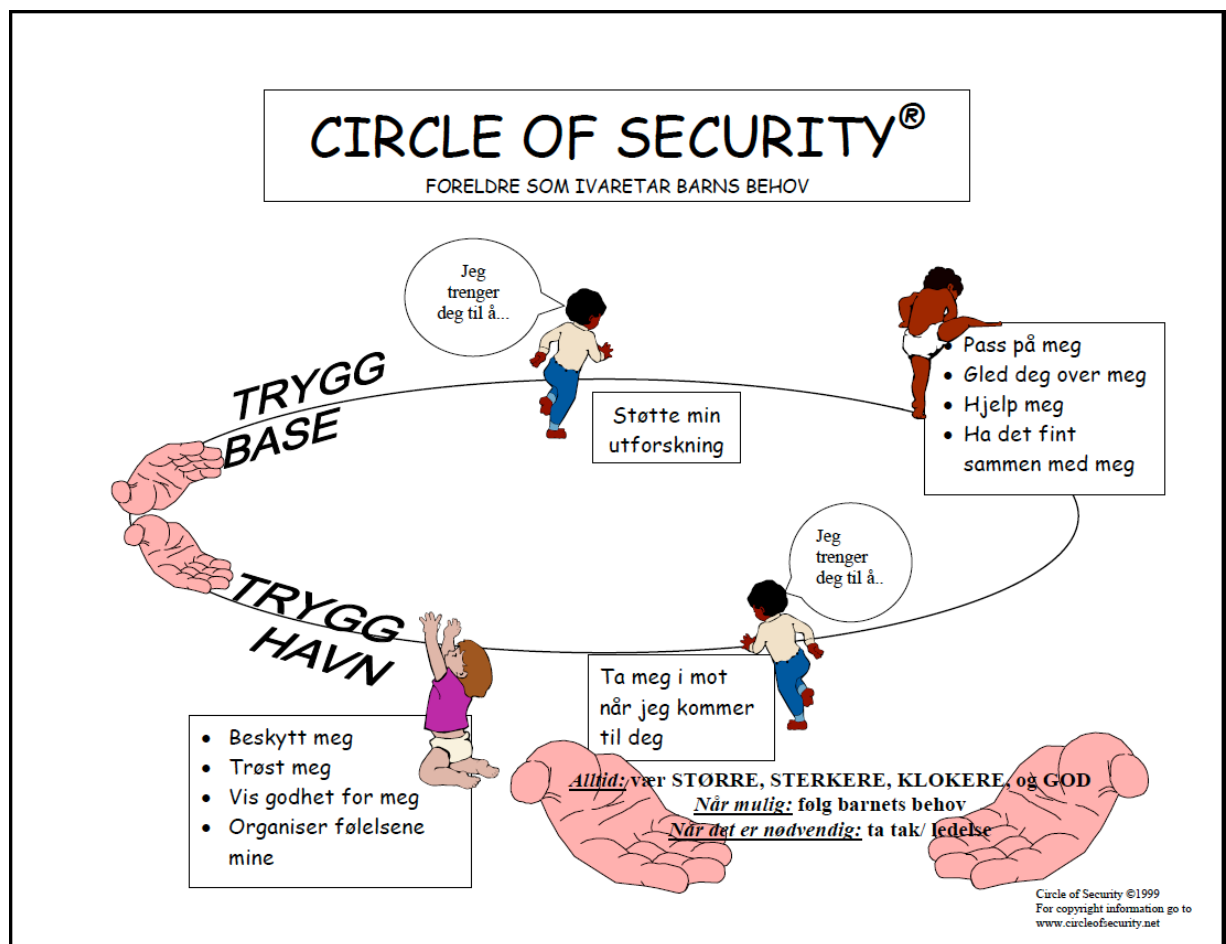 CIRCLE OF SECURITY®
FORELDRE SOM IVARETAR BARNS BEHOV
Jeg
trenger
deg til å...
TRYGG
BASE
Støtte min
utforskning
• Pass på meg
• Gled deg over meg
• Hjelp meg
• Ha det fint
sammen med meg
Jeg
trenger
deg til å..
TRYGG
HAVN
Ta meg i mot
når jeg kommer
til deg
• Beskytt meg
• Trøst meg
• Vis godhet for meg
• Organiser følelsene
mine
Alltid: vær STØRRE, STERKERE, KLOKERE, og GOD
Når mulig: følg barnets behov
Når det er nødvendig: ta tak/ ledelse
Circle of Security ©1999
For copyright information go to
www.circleofsecurity.net